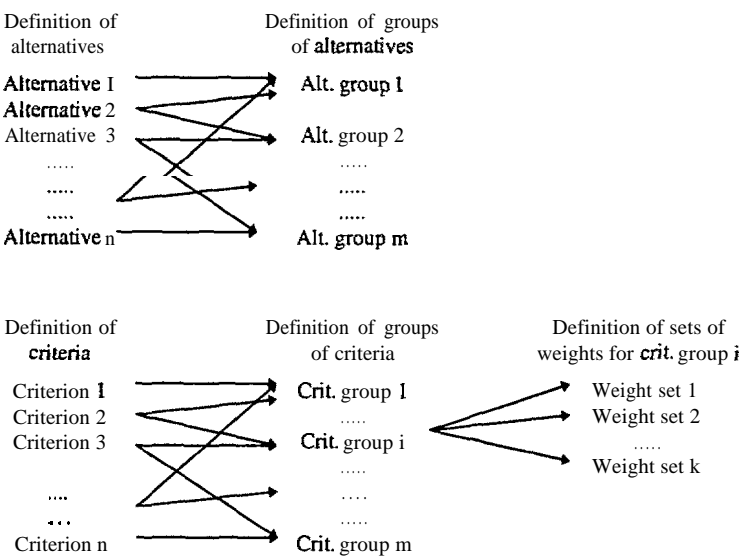 Definition of alternatives
Alternative 1
Alternative 2
Alternative 3
.....
.....
.....
Alternative n
Definition of groups
of alternatives
Alt. group 1
Alt. group 2
.....
.....
.....
Alt. group m
Definition of
criteria
Criterion 1
Criterion 2
Criterion 3
....
...
Criterion n
Definition of groups
of criteria
Crit. group 1
.....
Crit. group i
.....
....
.....
Crit. group m
Definition of sets of
weights for crit. group i
Weight set 1
Weight set 2
.....
Weight set k